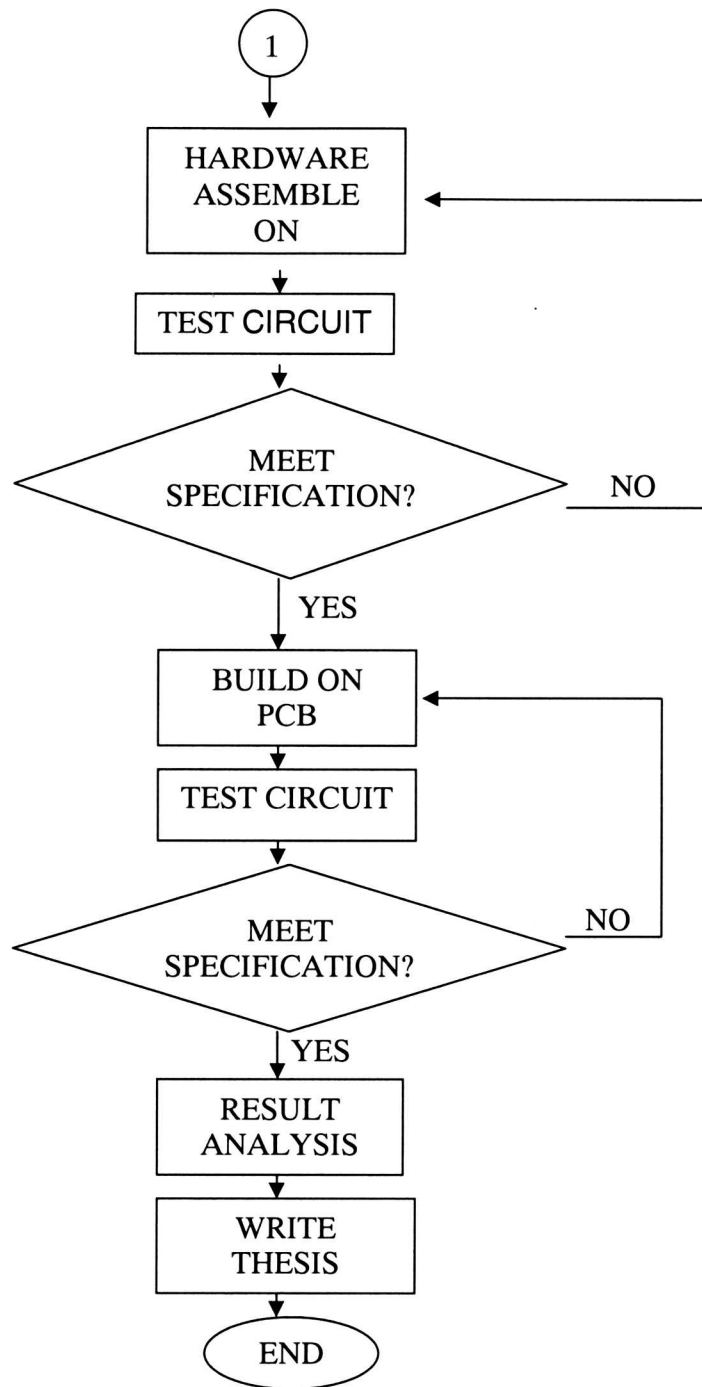 1
HARDWARE
ASSEMBLE
ON
TEST CIRCUIT
MEET
SPECIFICATION?
NO
YES
BUILD ON
PCB
TEST CIRCUIT
MEET
SPECIFICATION?
NO
YES
RESULT
ANALYSIS
WRITE
THESIS
END